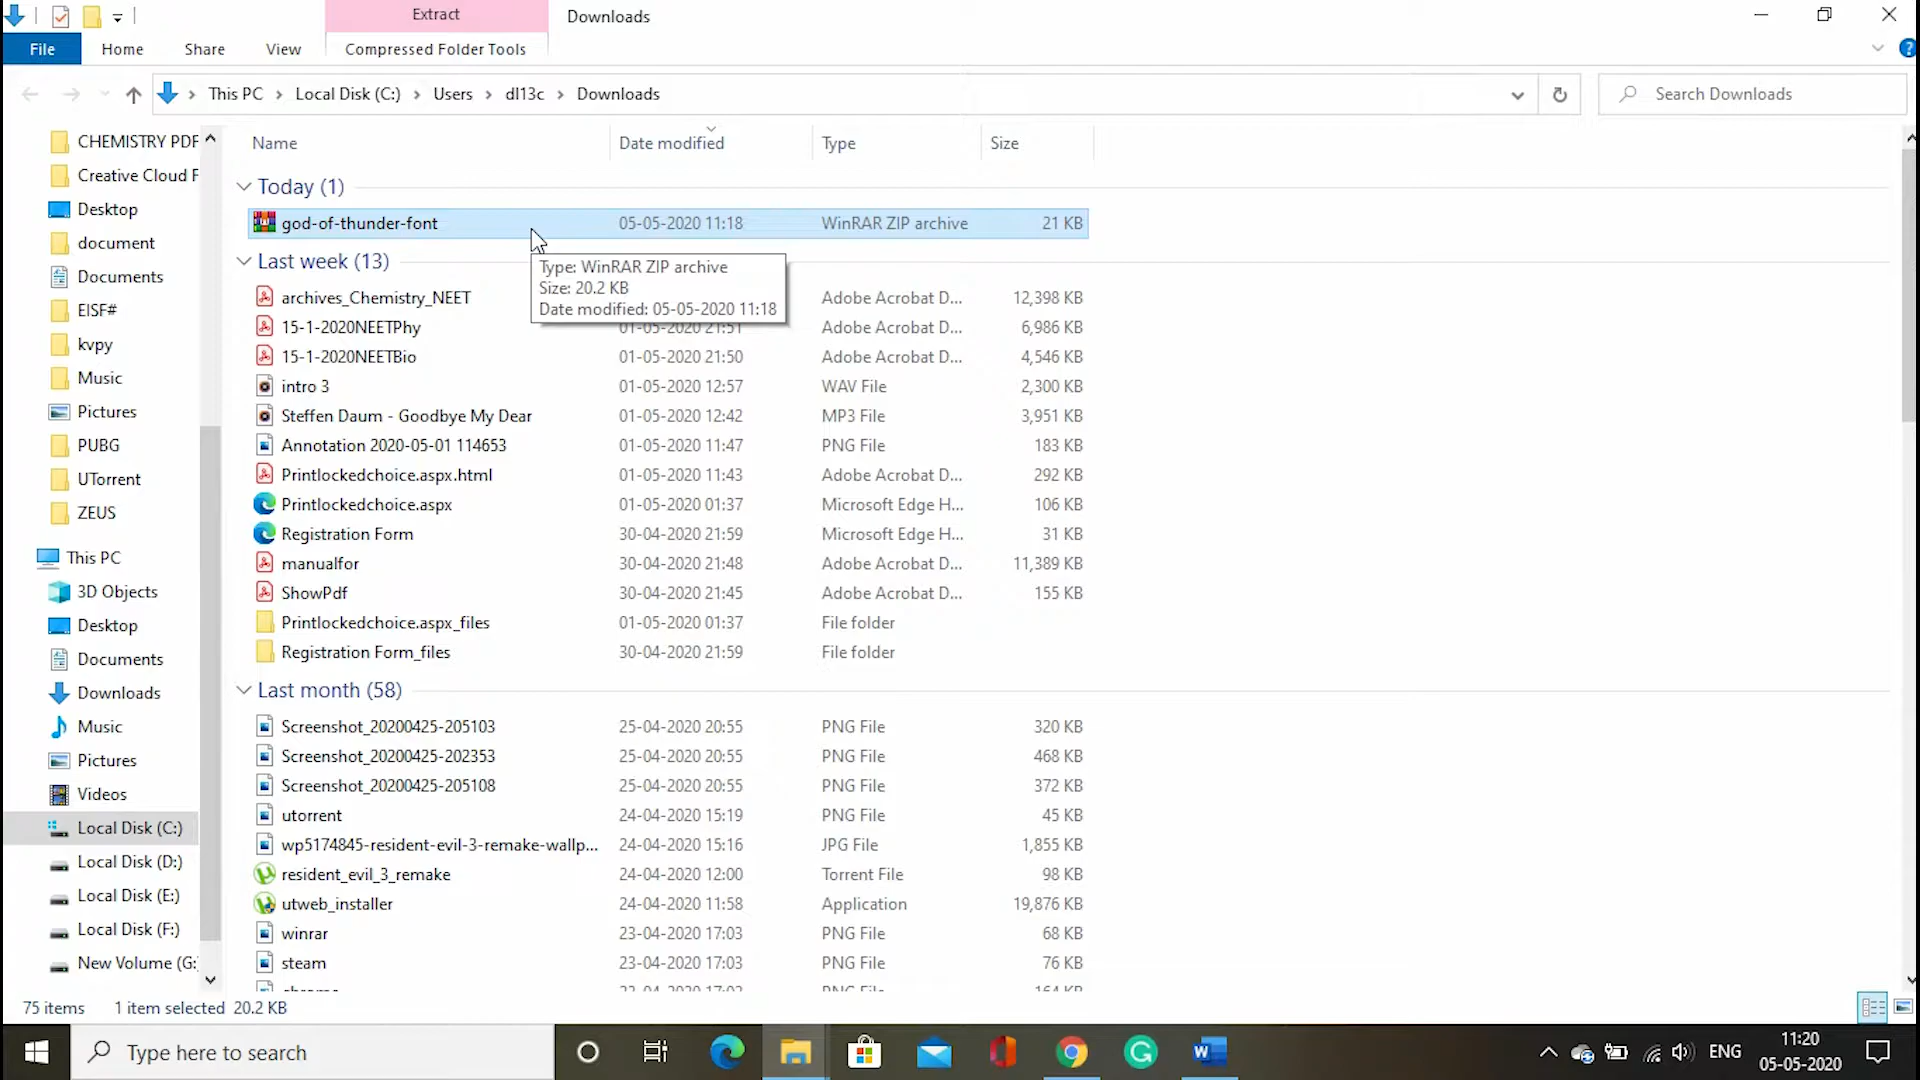 Extract
Downloads
File
Home
Share
View
Compressed Folder Tools
This PC
Local Disk (C:)
Users
dl13c
Downloads
Search Downloads
CHEMISTRY PDF
Creative Cloud F
Desktop
document
Documents
EISF#
kvpy
Music
Pictures
PUBG
UTorrent
ZEUS
This PC
3D Objects
Desktop
Documents
Downloads
Music
Pictures
Videos
Local Disk (C:)
Local Disk (D:)
Local Disk (E:)
Local Disk (F:)
New Volume (G:
Name Date modified Type Size
Today (1)
god-of-thunder-font 05-05-2020 11:18 WinRAR ZIP archive 21 KB
Type: WinRAR ZIP archive
Size: 20.2 KB
Date modified: 05-05-2020 11:18
Last week (13)
archives_Chemistry_NEET Adobe Acrobat D... 12,398 KB
15-1-2020NEETPhy 01-05-2020 21:51 Adobe Acrobat D... 6,986 KB
15-1-2020NEETBio 01-05-2020 21:50 Adobe Acrobat D... 4,546 KB
intro 3 01-05-2020 12:57 WAV File 2,300 KB
Steffen Daum - Goodbye My Dear 01-05-2020 12:42 MP3 File 3,951 KB
Annotation 2020-05-01 114653 01-05-2020 11:47 PNG File 183 KB
Printlockedchoice.aspx.html 01-05-2020 11:43 Adobe Acrobat D... 292 KB
Printlockedchoice.aspx 01-05-2020 01:37 Microsoft Edge H... 106 KB
Registration Form 30-04-2020 21:59 Microsoft Edge H... 31 KB
manualfor 30-04-2020 21:48 Adobe Acrobat D... 11,389 KB
ShowPdf 30-04-2020 21:45 Adobe Acrobat D... 155 KB
Printlockedchoice.aspx_files 01-05-2020 01:37 File folder
Registration Form_files 30-04-2020 21:59 File folder
Last month (58)
Screenshot_20200425-205103 25-04-2020 20:55 PNG File 320 KB
Screenshot_20200425-202353 25-04-2020 20:55 PNG File 468 KB
Screenshot_20200425-205108 25-04-2020 20:55 PNG File 372 KB
utorrent 24-04-2020 15:19 PNG File 45 KB
wp5174845-resident-evil-3-remake-wallp... 24-04-2020 15:16 JPG File 1,855 KB
resident_evil_3_remake 24-04-2020 12:00 Torrent File 98 KB
utweb_installer 24-04-2020 11:58 Application 19,876 KB
winrar 23-04-2020 17:03 PNG File 68 KB
steam 23-04-2020 17:03 PNG File 76 KB
75 items 1 item selected 20.2 KB
Type here to search
ENG
11:20
05-05-2020